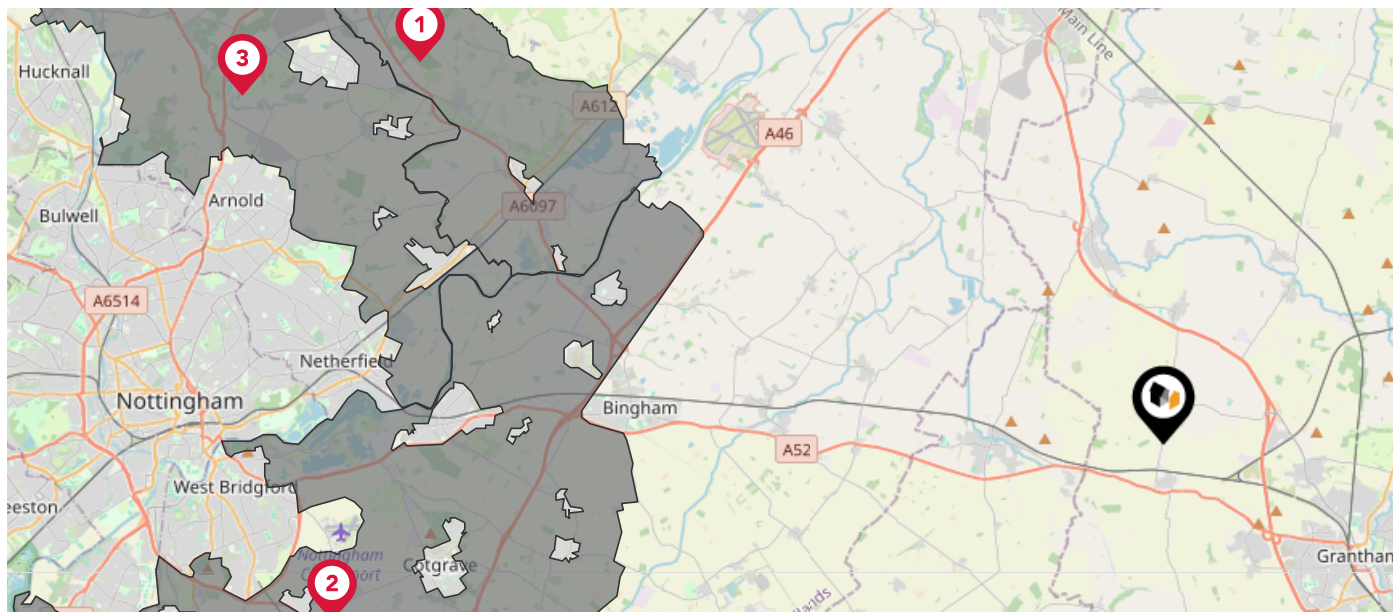 1
Main Line
3
Hucknall
A612
A46
Arnold
A6097
Bulwell
A6514
Netherfield
Nottingham
Bingham
A52
West Bridgford
eeston
Nottingham
Cotgrave
Granthan
2